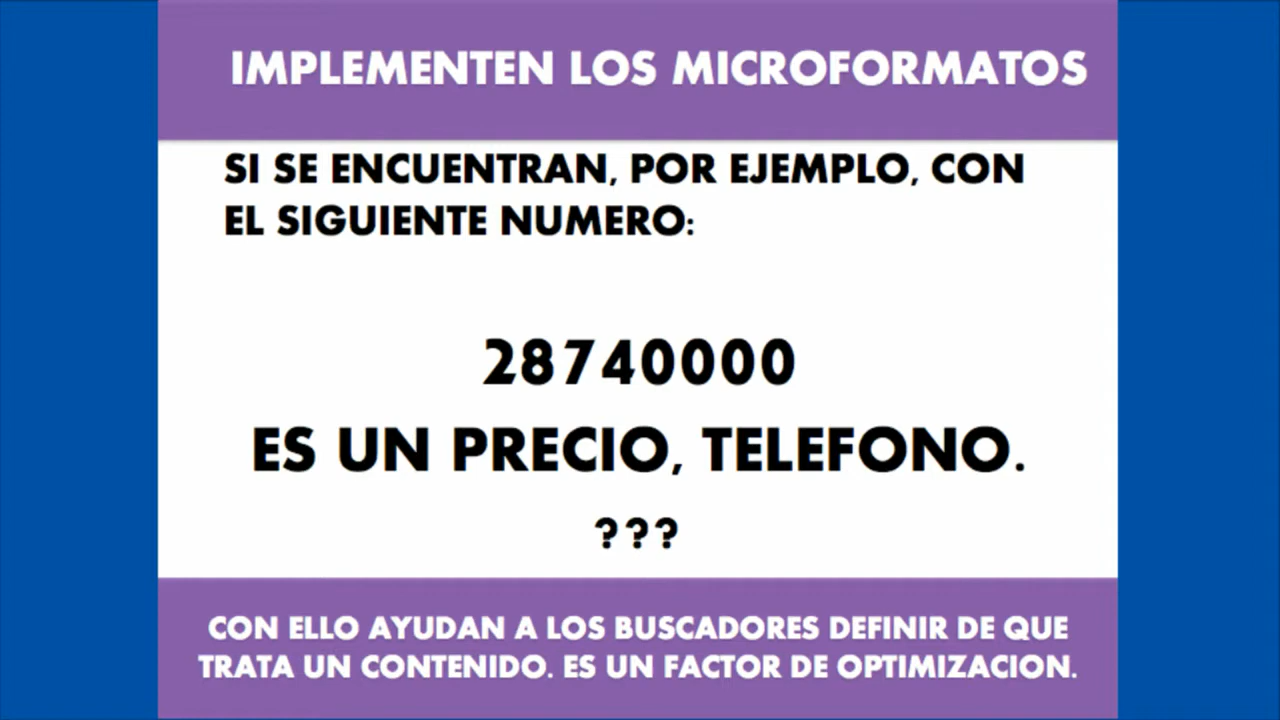 IMPLEMENTEN LOS MICROFORMATOS
SI SE ENCUENTRAN, POR EJEMPLO, CON
EL SIGUIENTE NUMERO:
28740000
ES UN PRECIO, TELEFONO.
???
CON ELLO AYUDAN A LOS BUSCADORES DEFINIR DE QUE
TRATA UN CONTENIDO. ES UN FACTOR DE OPTIMIZACION.